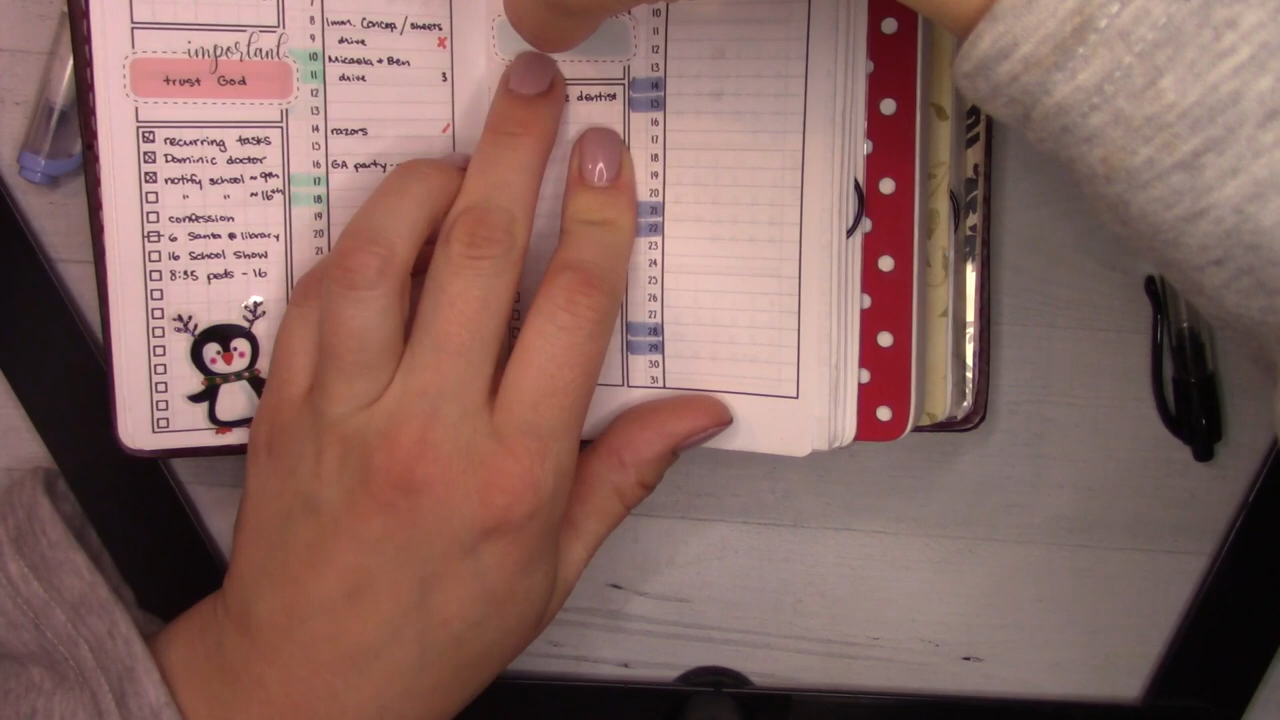 important
trust God
recurring tasks
Dominic doctor
notify school ~ 9th
" " ~ 16th
confession
6 Santa @ library
16 School Show
8:35 peds - 16
7
8 Imm. Concep / sheets
9 drive x
10 Micaela + Ben
11 drive 3
12
13
14 razors
15
16 GA party -
17
18
19
20
21
dentist
10
11
12
13
14
15
16
17
18
19
20
21
22
23
24
25
26
27
28
29
30
31